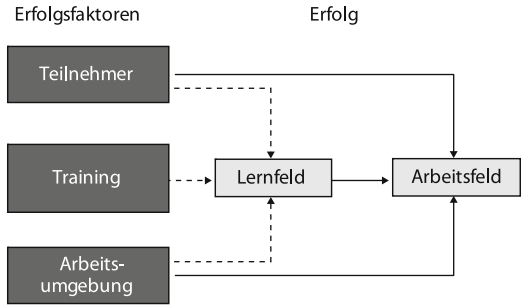 Erfolgsfaktoren
Erfolg
Teilnehmer
Training
Lernfeld
Arbeitsfeld
Arbeits-
umgebung